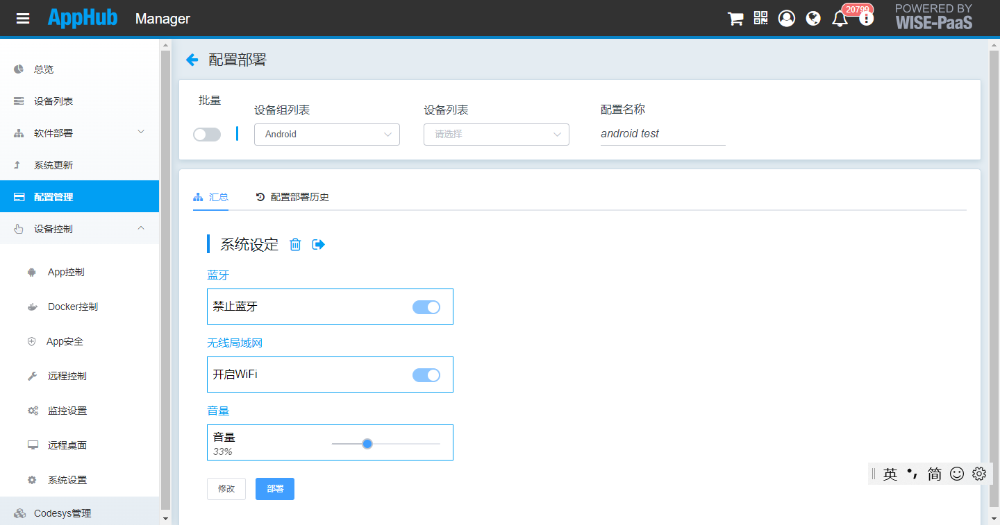 AppHub Manager 20799 POWERED BY
WISE-PaaS
总览
设备列表
软件部署
系统更新
配置管理
设备控制
App控制
Docker控制
App安全
远程控制
监控设置
远程桌面
系统设置
Codesys管理
配置部署
批量
设备组列表
Android
设备列表
请选择
配置名称
android test
汇总
配置部署历史
系统设定
蓝牙
禁止蓝牙
无线局域网
开启WiFi
音量
音量
33%
修改
部署
英 简